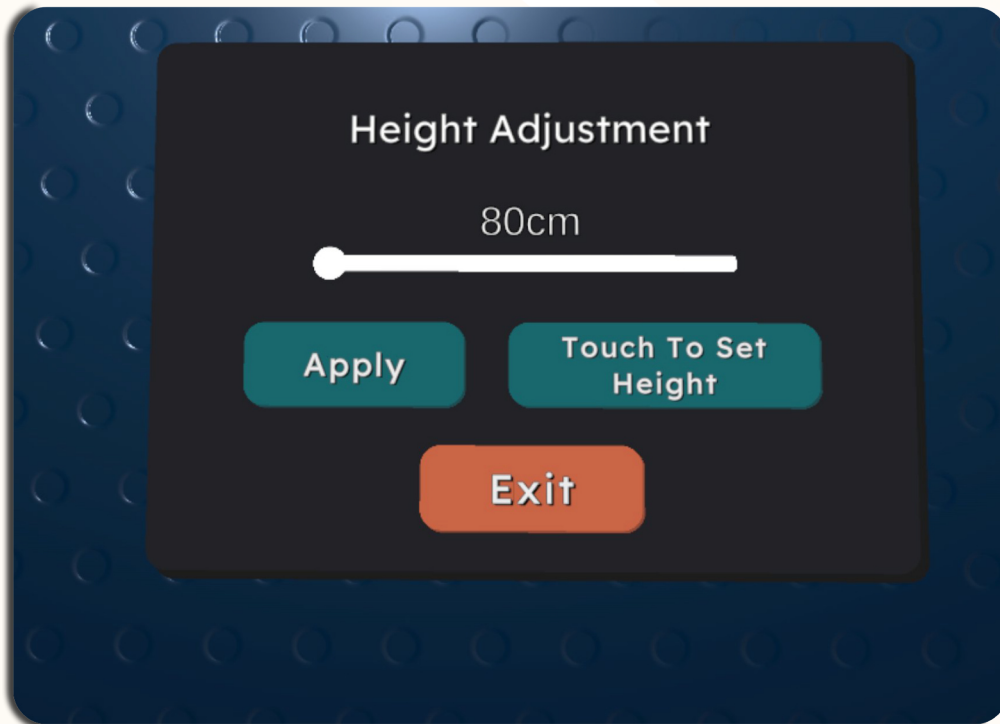 Height Adjustment
80cm
Apply
Touch To Set
Height
Exit